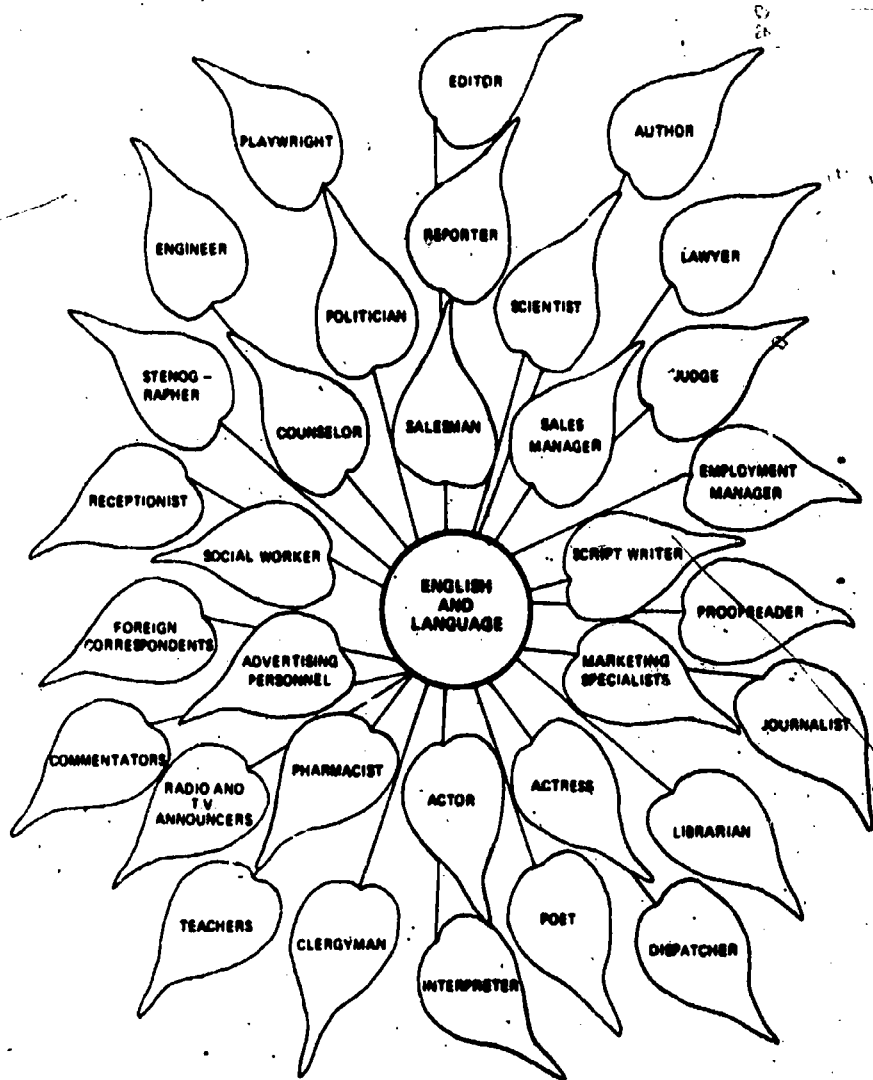 EDITOR
PLAYWRIGHT
AUTHOR
REPORTER
ENGINEER
LAWYER
POLITICIAN
SCIENTIST
STENOG -
RAPHER
JUDGE
COUNSELOR
SALESMAN
SALES
MANAGER
EMPLOYMENT
MANAGER
RECEPTIONIST
SOCIAL WORKER
SCRIPT WRITER
ENGLISH
AND
LANGUAGE
PROOFREADER
FOREIGN
CORRESPONDENTS
ADVERTISING
PERSONNEL
MARKETING
SPECIALISTS
JOURNALIST
COMMENTATORS
RADIO AND
T.V.
ANNOUNCERS
PHARMACIST
ACTOR
ACTRESS
LIBRARIAN
TEACHERS
CLERGYMAN
INTERPRETER
POET
DISPATCHER